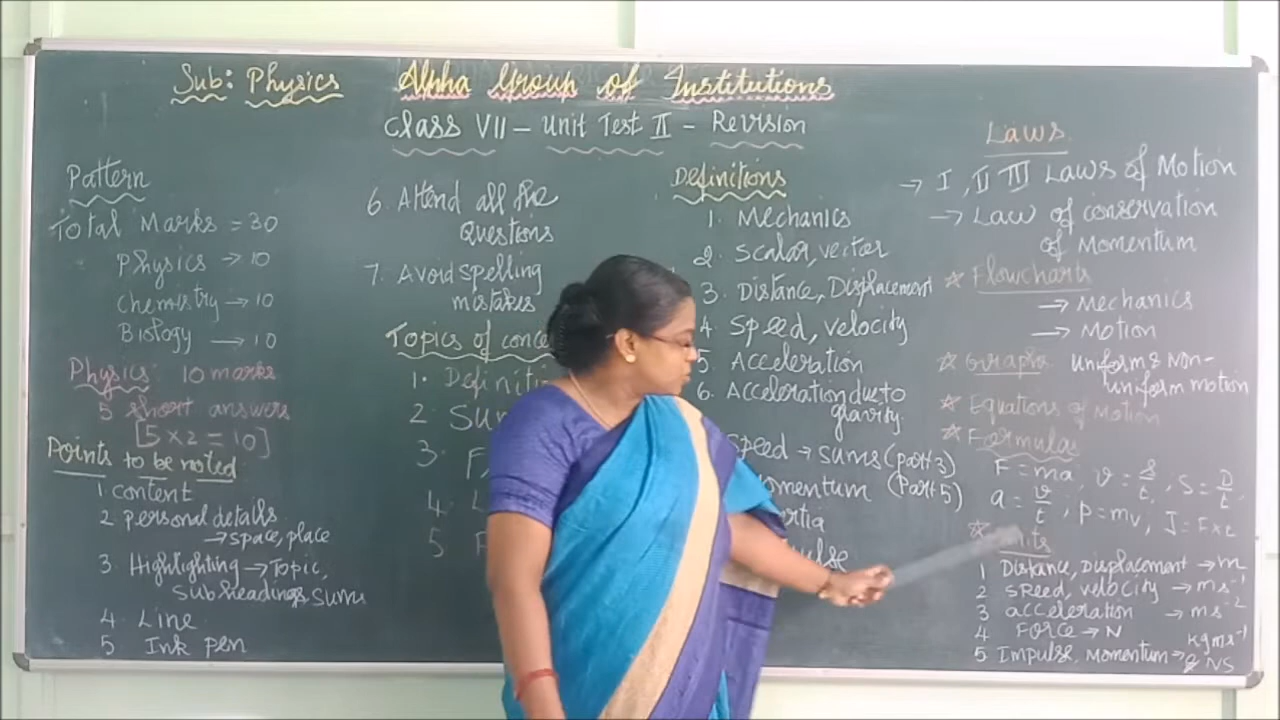 Sub: Physics
Alpha Group of Institutions
Class VII - Unit Test II - Revision
Pattern
Total Marks = 30
Physics → 10
Chemistry → 10
Biology → 10
Physics: 10 marks
5 short answers
[5 x 2 = 10]
Points to be noted
1. content
2 personal details
→ space, place
3. Highlighting → Topic,
Sub headings, sums
4. Line
5 Ink pen
6. Attend all the
Questions
7. Avoid spelling
mistakes
Topics of
1.
2
3.
4.
5
Definitions
1. Mechanics
2. Scalar, vector
3. Distance, Displacement
4. Speed, velocity
5. Acceleration
6. Acceleration due to
gravity.
Speed → sums (part 3)
(Part 5)
Laws
→ I, II III Laws of Motion
→ Law of conservation
of Momentum
☆ Flowcharts
→ Mechanics
→ Motion
☆ Graphs uniform & Non-
uniform motion
☆ Equations of Motion
☆ Formulas
F = ma, v = s/t, S = D/t,
a = v/t, p = mv, J = F x t
☆
1 Distance, displacement → m
2 speed, velocity → ms⁻¹
3 acceleration → ms⁻²
4 Force → N
5 Impulse, Momentum → kgms⁻¹
& NS